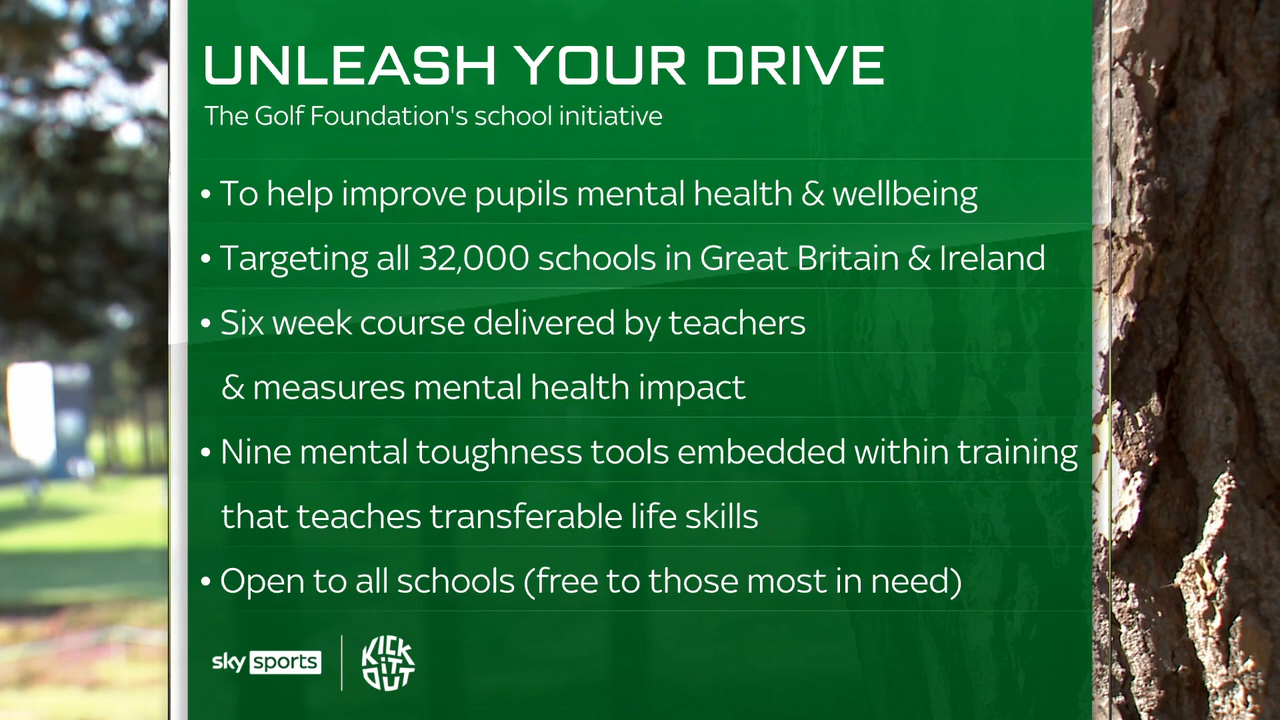 UNLEASH YOUR DRIVE
The Golf Foundation's school initiative
• To help improve pupils mental health & wellbeing
• Targeting all 32,000 schools in Great Britain & Ireland
• Six week course delivered by teachers
& measures mental health impact
• Nine mental toughness tools embedded within training
that teaches transferable life skills
• Open to all schools (free to those most in need)
sky sports
KICK
IT
OUT